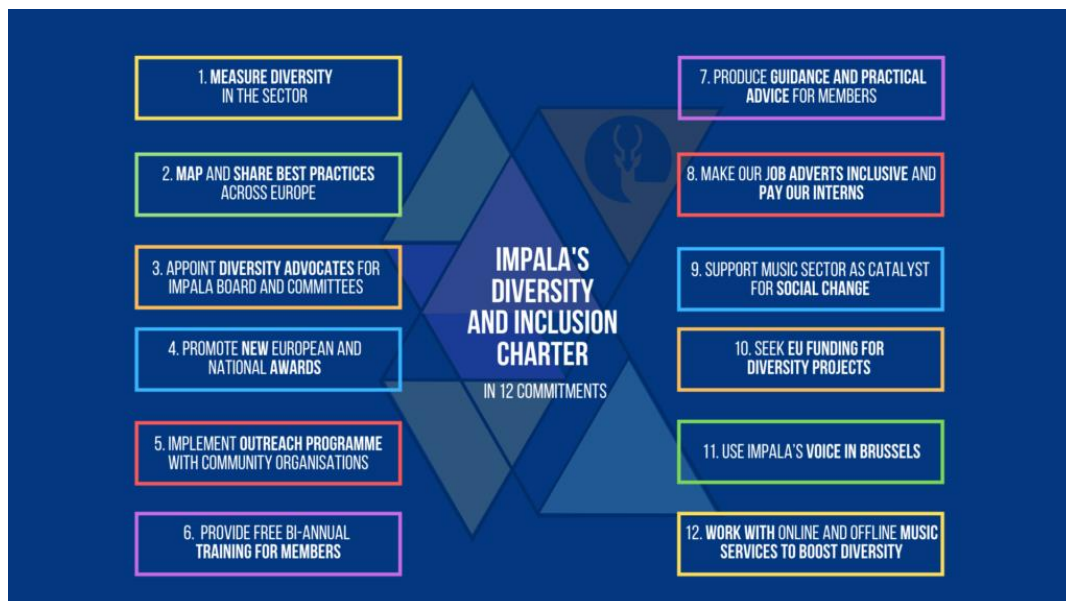 1. MEASURE DIVERSITY
IN THE SECTOR
2. MAP AND SHARE BEST PRACTICES
ACROSS EUROPE
3. APPOINT DIVERSITY ADVOCATES FOR
IMPALA BOARD AND COMMITTEES
4. PROMOTE NEW EUROPEAN AND
NATIONAL AWARDS
5. IMPLEMENT OUTREACH PROGRAMME
WITH COMMUNITY ORGANISATIONS
6. PROVIDE FREE BI-ANNUAL
TRAINING FOR MEMBERS
IMPALA'S
DIVERSITY
AND INCLUSION
CHARTER
IN 12 COMMITMENTS
7. PRODUCE GUIDANCE AND PRACTICAL
ADVICE FOR MEMBERS
8. MAKE OUR JOB ADVERTS INCLUSIVE AND
PAY OUR INTERNS
9. SUPPORT MUSIC SECTOR AS CATALYST
FOR SOCIAL CHANGE
10. SEEK EU FUNDING FOR
DIVERSITY PROJECTS
11. USE IMPALA'S VOICE IN BRUSSELS
12. WORK WITH ONLINE AND OFFLINE MUSIC
SERVICES TO BOOST DIVERSITY